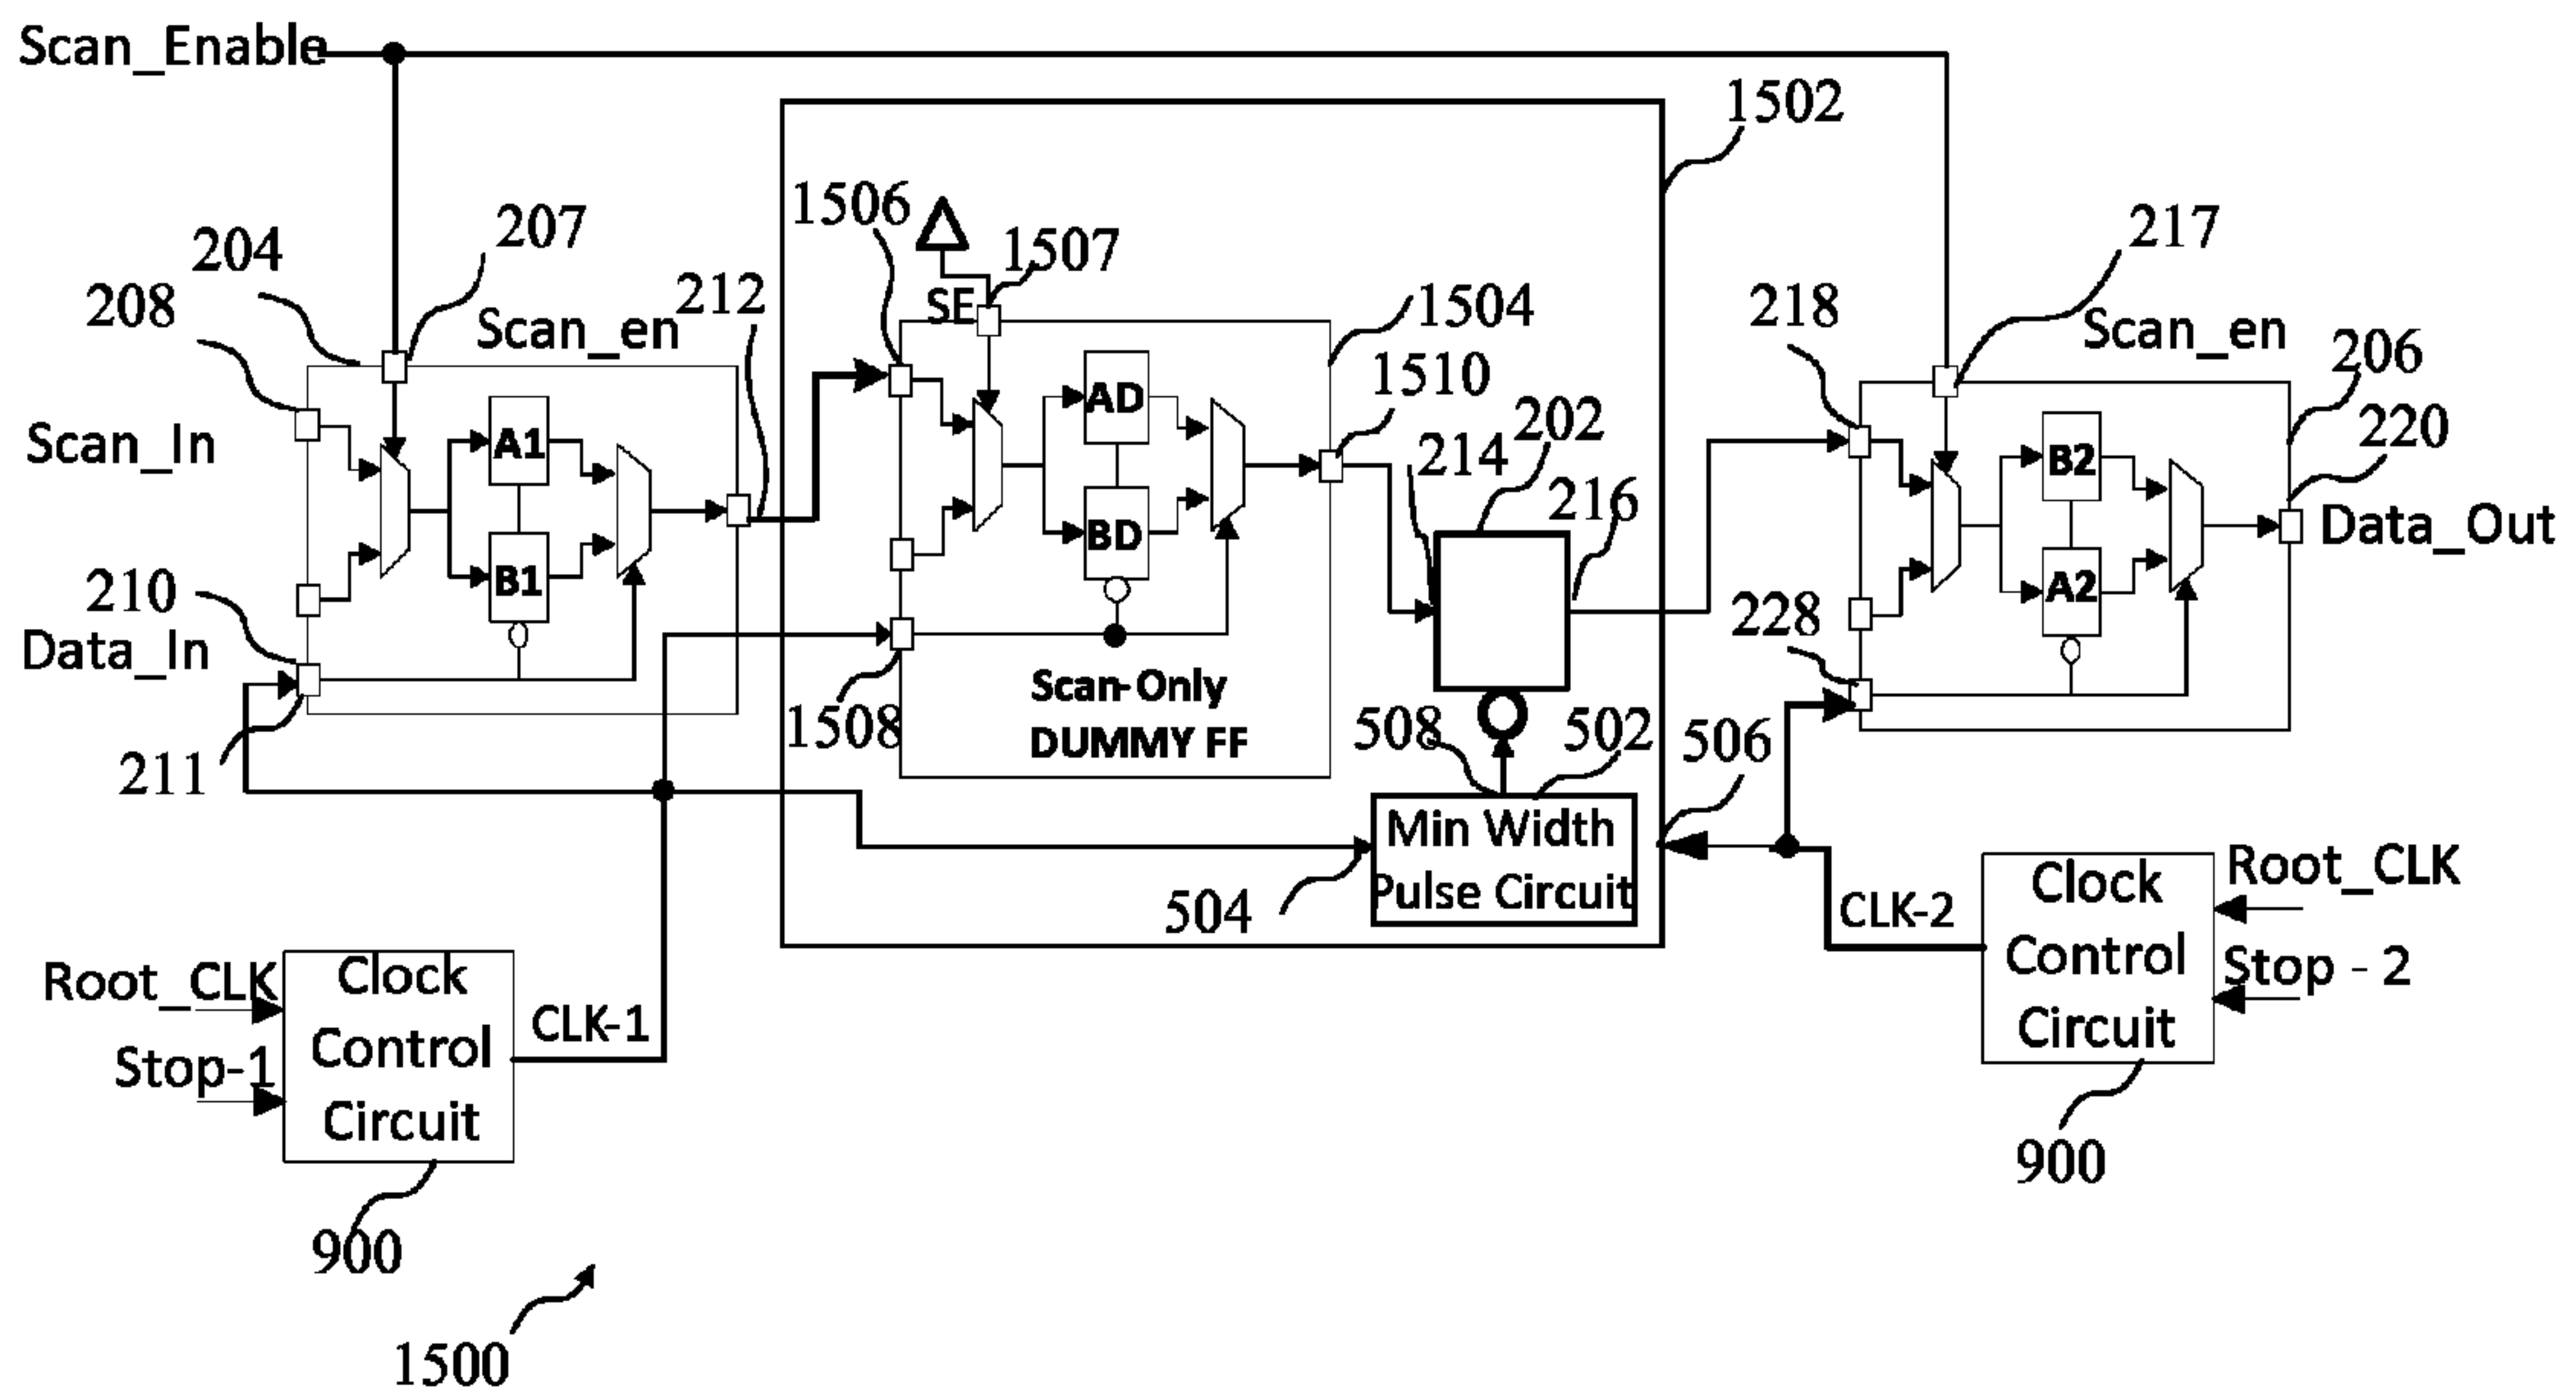 Scan_Enable
1502
1506
1507
217
207
204
208
212
SE
1504
218
Scan_en
Scan_en
206
1510
202
220
214
216
Scan_In
A1
AD
B2
Data_Out
B1
BD
A2
210
228
Data_In
Scan-Only
DUMMY FF
1508
508
502
506
211
Min Width
Pulse Circuit
504
CLK-2
Clock
Control
Circuit
Root_CLK
Stop - 2
Root_CLK
Stop-1
Clock
Control
Circuit
CLK-1
900
900
1500